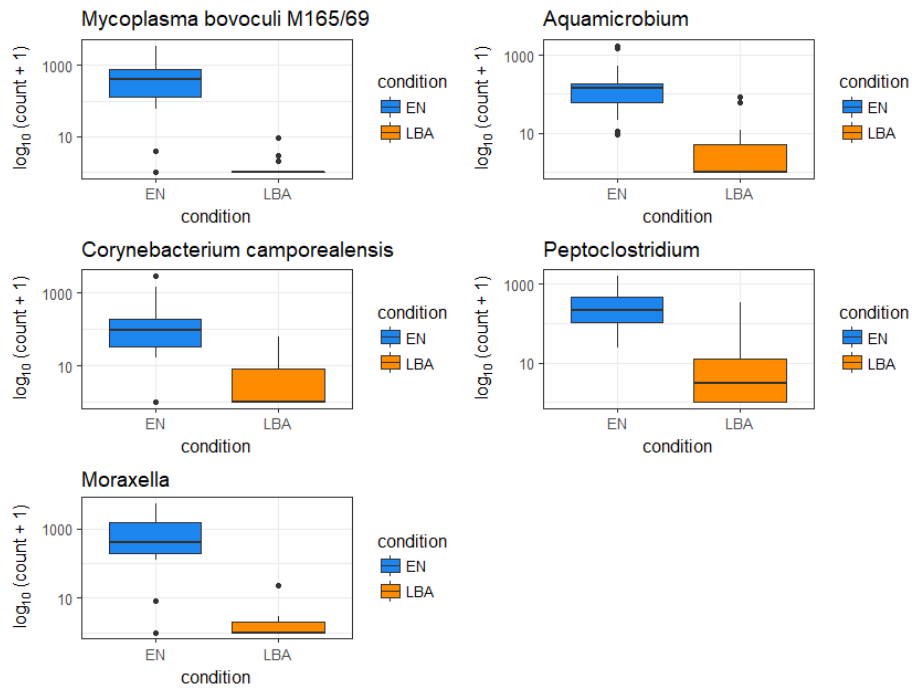 Mycoplasma bovoculi M165/69
log10 (count + 1)
1000
10
EN
LBA
condition
condition
EN
LBA
Aquamicrobium
log10 (count + 1)
1000
10
EN
LBA
condition
condition
EN
LBA
Corynebacterium camporealensis
log10 (count + 1)
1000
10
EN
LBA
condition
condition
EN
LBA
Peptoclostridium
log10 (count + 1)
1000
10
EN
LBA
condition
condition
EN
LBA
Moraxella
log10 (count + 1)
1000
10
EN
LBA
condition
condition
EN
LBA